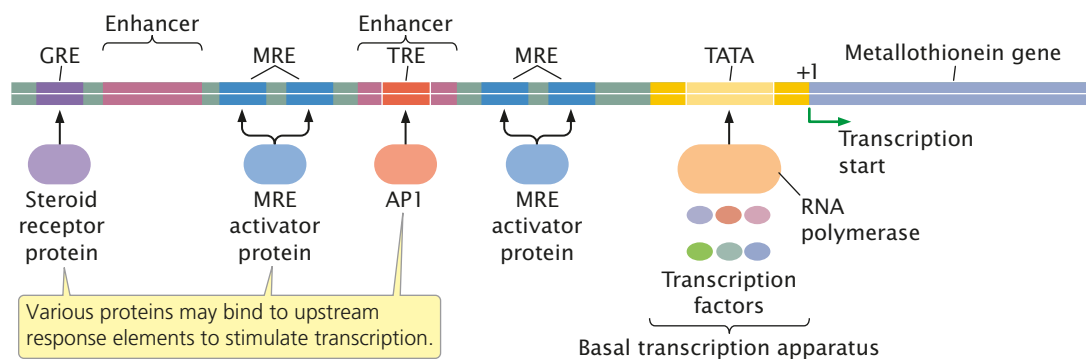 Enhancer
Enhancer
GRE
MRE
TRE
MRE
TATA
+1
Metallothionein gene
Transcription
start
Steroid
receptor
protein
MRE
activator
protein
AP1
MRE
activator
protein
RNA
polymerase
Transcription
factors
Basal transcription apparatus
Various proteins may bind to upstream
response elements to stimulate transcription.